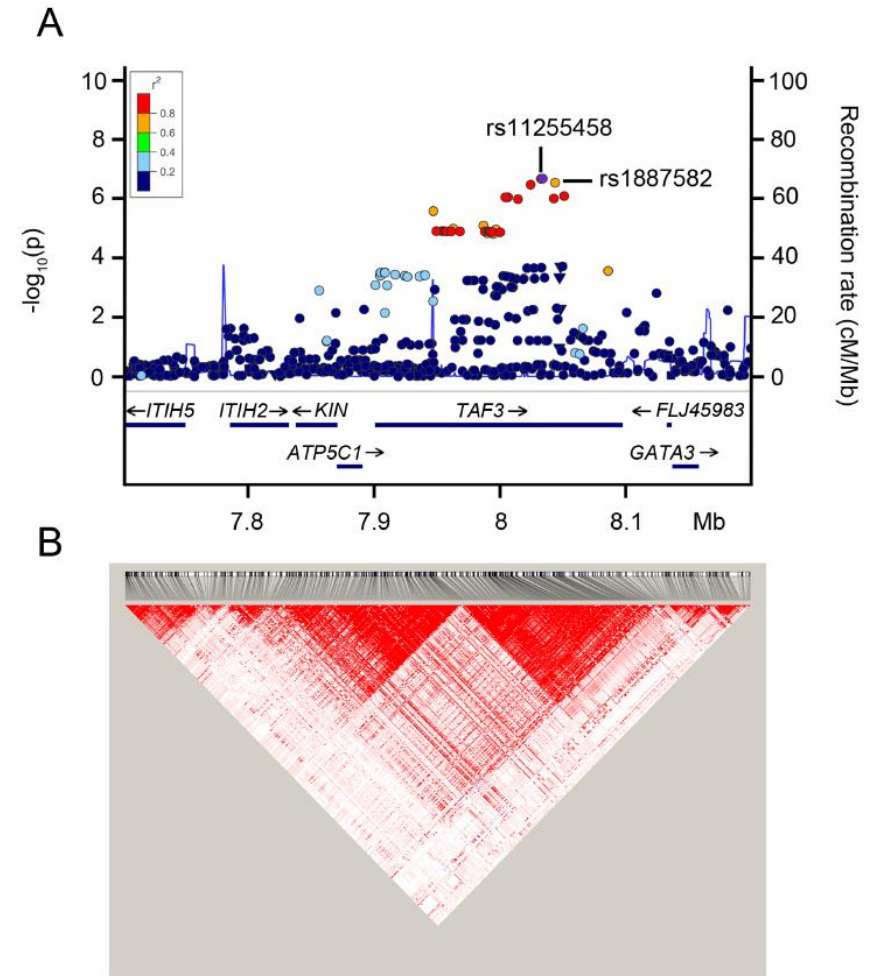 A
10
8
6
4
2
0
-log10(p)
r2
0.8
0.6
0.4
0.2
rs11255458
rs1887582
100
80
60
40
20
0
Recombination rate (cM/Mb)
←ITIH5 ITIH2→ ←KIN TAF3→ ← FLJ45983
ATP5C1→ GATA3→
7.8 7.9 8 8.1 Mb
B